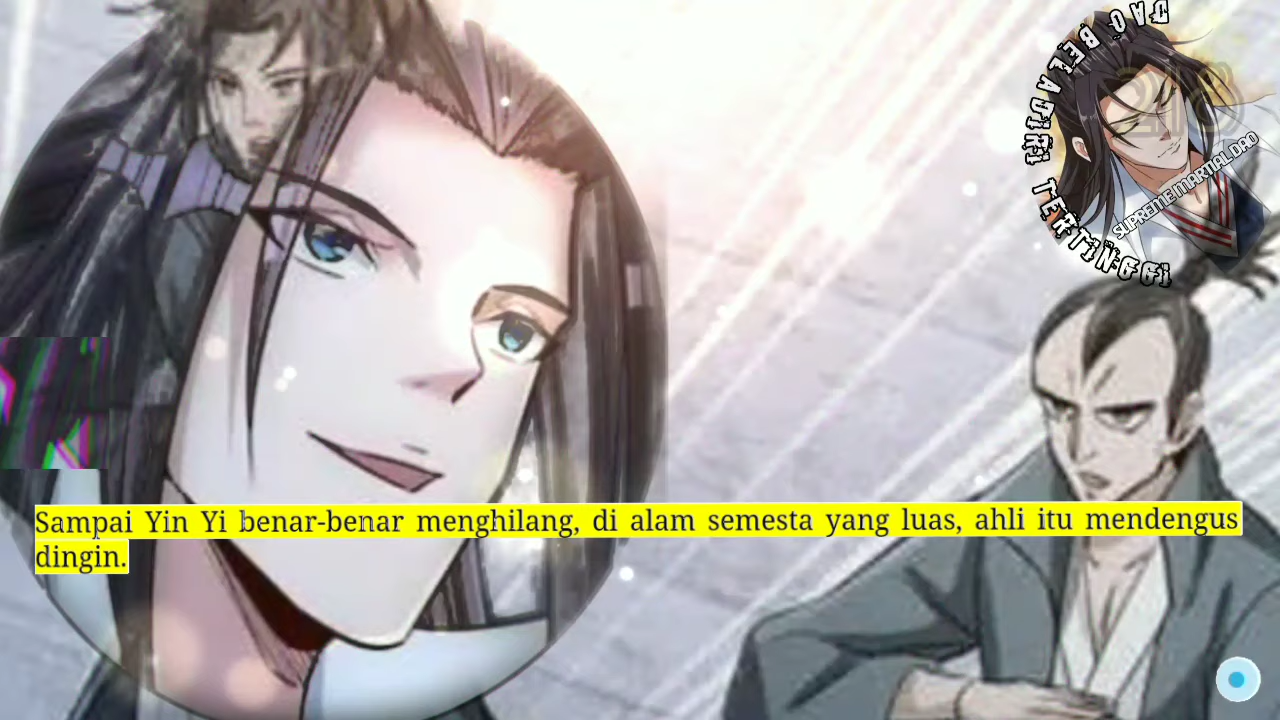 DAO BELADIRI TERTINGGI
218
SUPREME MARTIAL DAO
Sampai Yin Yi benar-benar menghilang, di alam semesta yang luas, ahli itu mendengus
dingin.